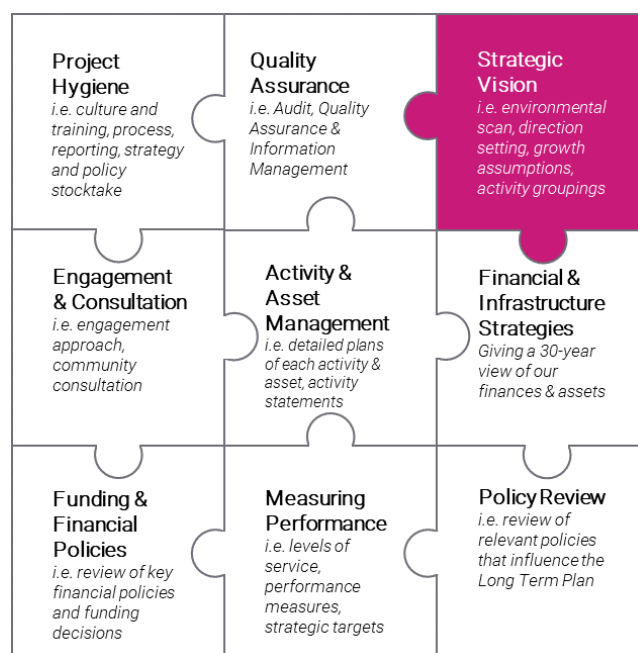 Project
Hygiene
i.e. culture and
training, process,
reporting, strategy
and policy
stocktake
Quality
Assurance
i.e. Audit, Quality
Assurance &
Information
Management
Strategic
Vision
i.e. environmental
scan, direction
setting, growth
assumptions,
activity groupings
Engagement
& Consultation
i.e. engagement
approach,
community
consultation
Activity &
Asset
Management
i.e. detailed plans
of each activity &
asset, activity
statements
Financial &
Infrastructure
Strategies
Giving a 30-year
view of our
finances & assets
Funding &
Financial
Policies
i.e. review of key
financial policies
and funding
decisions
Measuring
Performance
i.e. levels of
service,
performance
measures,
strategic targets
Policy Review
i.e. review of
relevant policies
that influence the
Long Term Plan